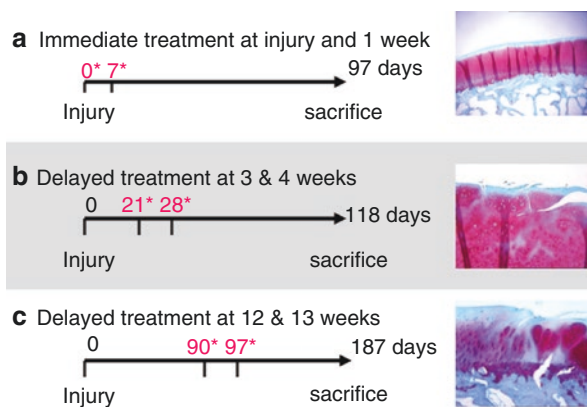 a Immediate treatment at injury and 1 week
0* 7*
97 days
Injury
sacrifice
b Delayed treatment at 3 & 4 weeks
0
21* 28*
118 days
Injury
sacrifice
c Delayed treatment at 12 & 13 weeks
0
90* 97*
187 days
Injury
sacrifice